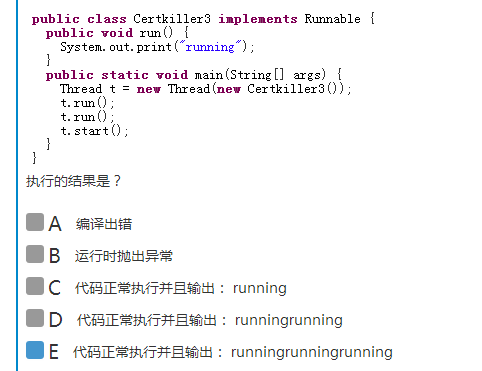 public class Certkiller3 implements Runnable {
public void run() {
System.out.print("running");
}
public static void main(String[] args) {
Thread t = new Thread(new Certkiller3());
t.run();
t.run();
t.start();
}
}
执行的结果是？
A 编译出错
B 运行时抛出异常
C 代码正常执行并且输出： running
D 代码正常执行并且输出： runningrunning
E 代码正常执行并且输出： runningrunningrunning